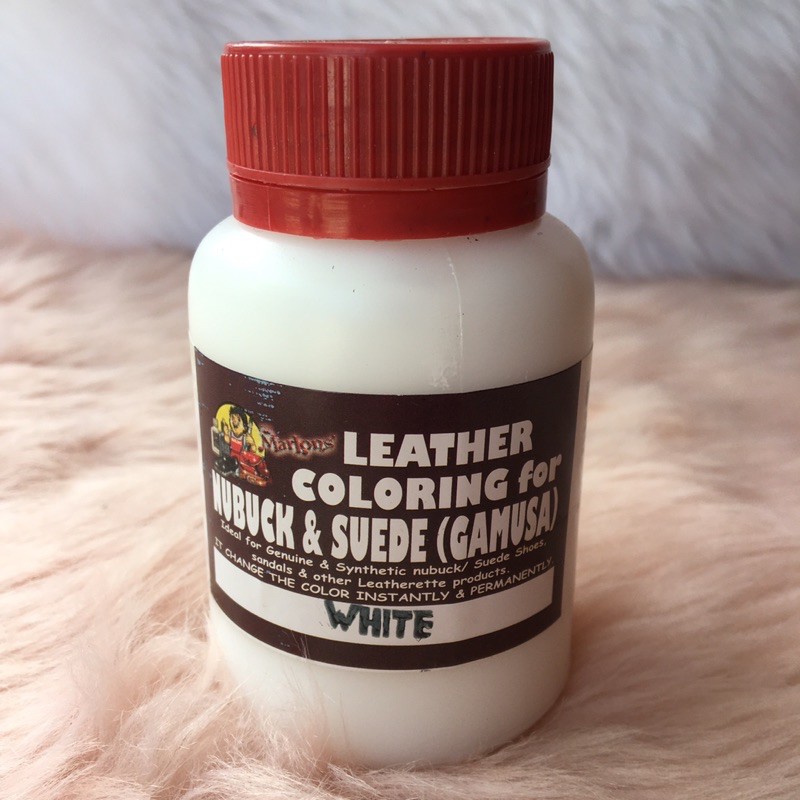 Marlons'
LEATHER
COLORING for
NUBUCK & SUEDE (GAMUSA)
Ideal for Genuine & Synthetic nubuck/ Suede Shoes,
sandals & other Leatherette products.
IT CHANGE THE COLOR INSTANTLY & PERMANENTLY.
WHITE